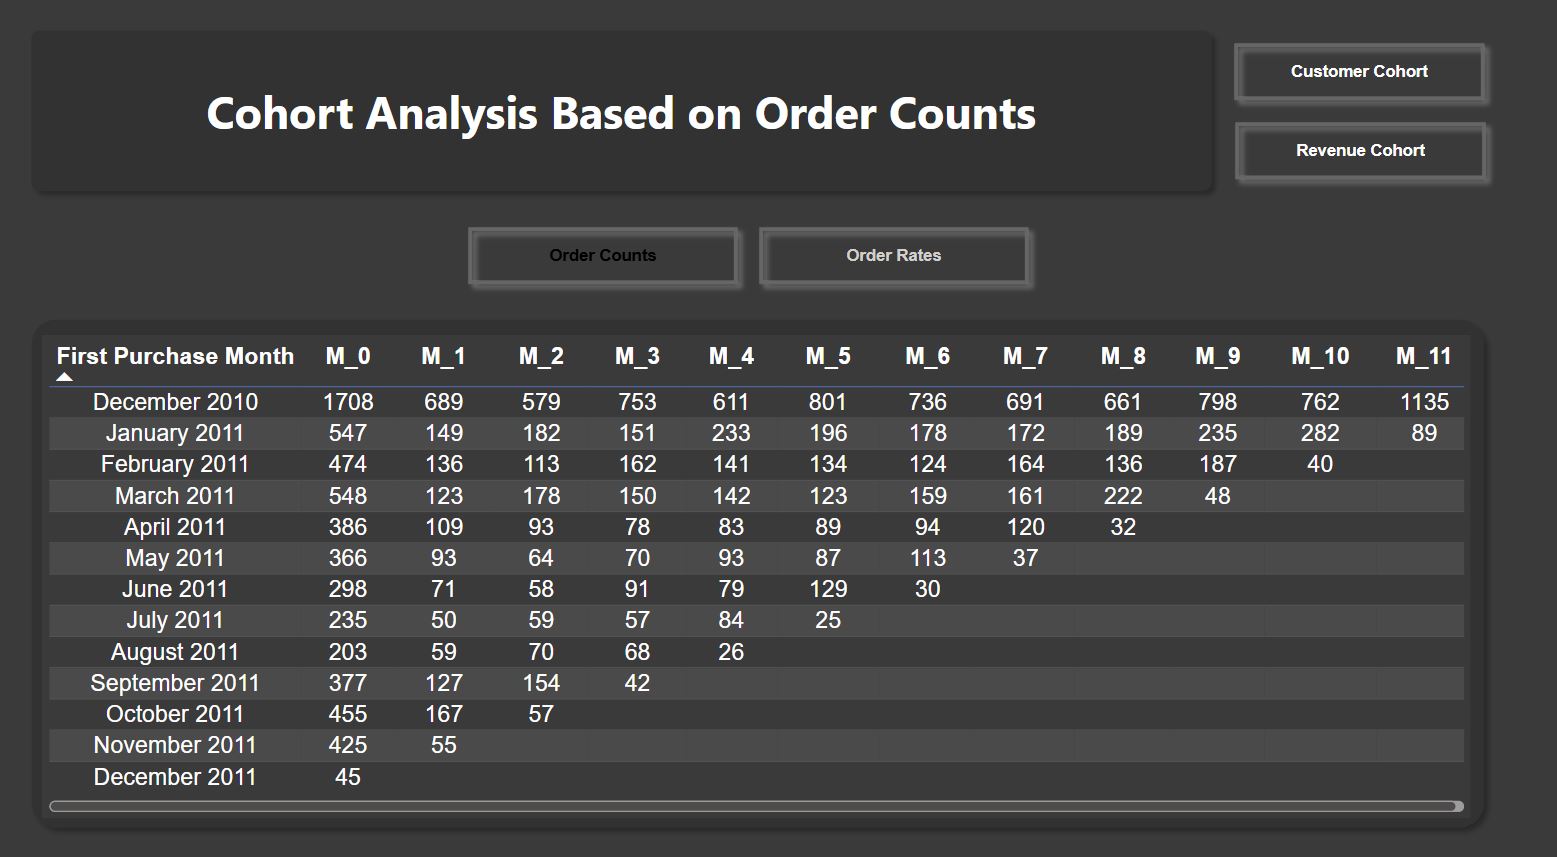 Cohort Analysis Based on Order Counts
Customer Cohort
Revenue Cohort
Order Counts Order Rates
First Purchase Month M_0 M_1 M_2 M_3 M_4 M_5 M_6 M_7 M_8 M_9 M_10 M_11
December 2010 1708 689 579 753 611 801 736 691 661 798 762 1135
January 2011 547 149 182 151 233 196 178 172 189 235 282 89
February 2011 474 136 113 162 141 134 124 164 136 187 40
March 2011 548 123 178 150 142 123 159 161 222 48
April 2011 386 109 93 78 83 89 94 120 32
May 2011 366 93 64 70 93 87 113 37
June 2011 298 71 58 91 79 129 30
July 2011 235 50 59 57 84 25
August 2011 203 59 70 68 26
September 2011 377 127 154 42
October 2011 455 167 57
November 2011 425 55
December 2011 45